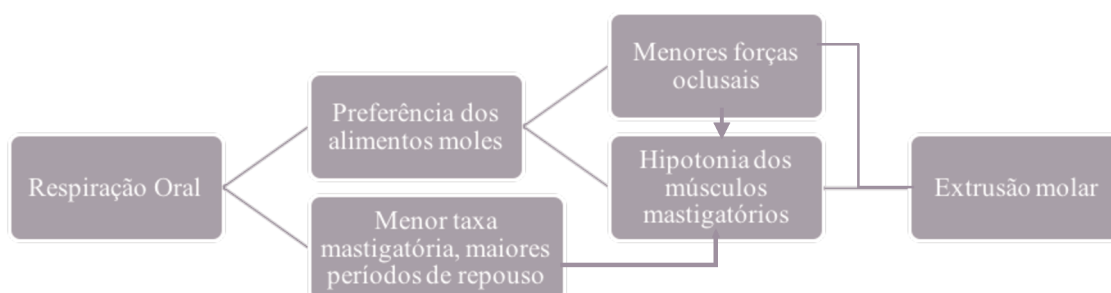 Respiração Oral
Preferência dos
alimentos moles
Menor taxa
mastigatória, maiores
períodos de repouso
Menores forças
oclusais
Hipotonia dos
músculos
mastigatórios
Extrusão molar